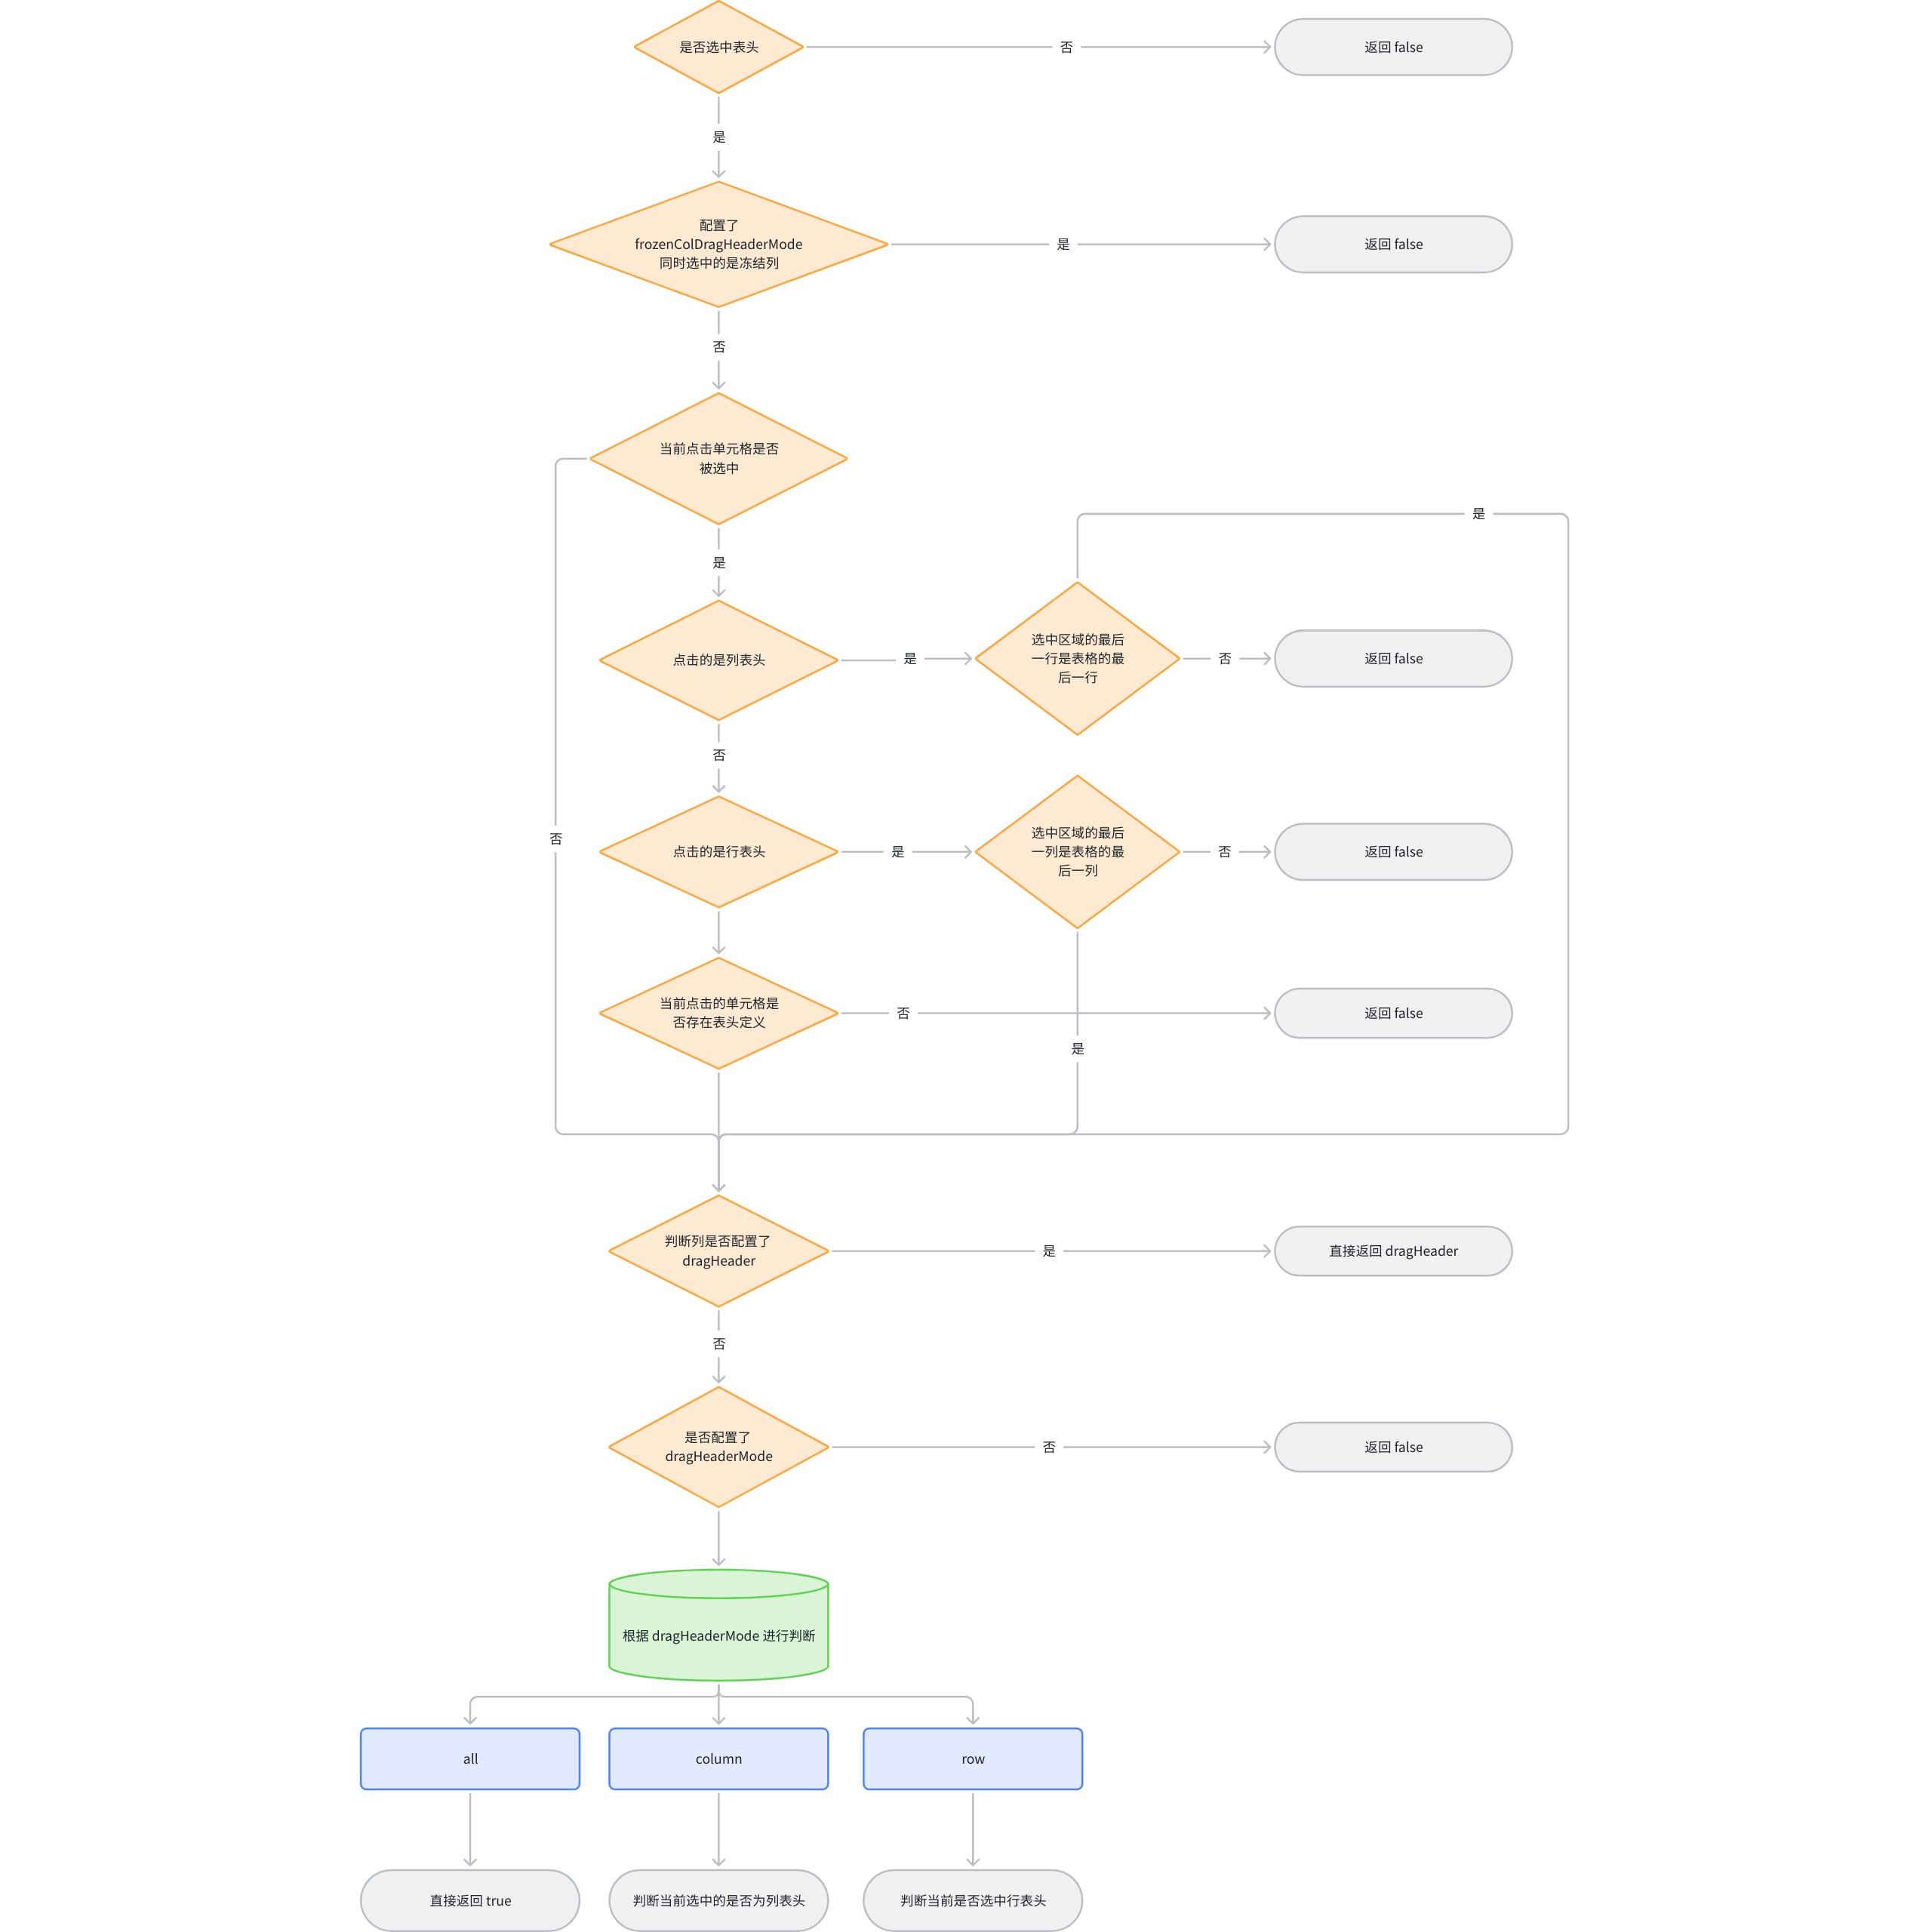 是否选中表头
否
返回 false
是
配置了
frozenColDragHeaderMode
同时选中的是冻结列
是
返回 false
否
当前点击单元格是否
被选中
是
是
点击的是列表头
是
选中区域的最后
一行是表格的最
后一行
否
返回 false
否
否
点击的是行表头
是
选中区域的最后
一列是表格的最
后一列
否
返回 false
当前点击的单元格是
否存在表头定义
否
返回 false
是
判断列是否配置了
dragHeader
是
直接返回 dragHeader
否
是否配置了
dragHeaderMode
否
返回 false
根据 dragHeaderMode 进行判断
all
column
row
直接返回 true
判断当前选中的是否为列表头
判断当前是否选中行表头